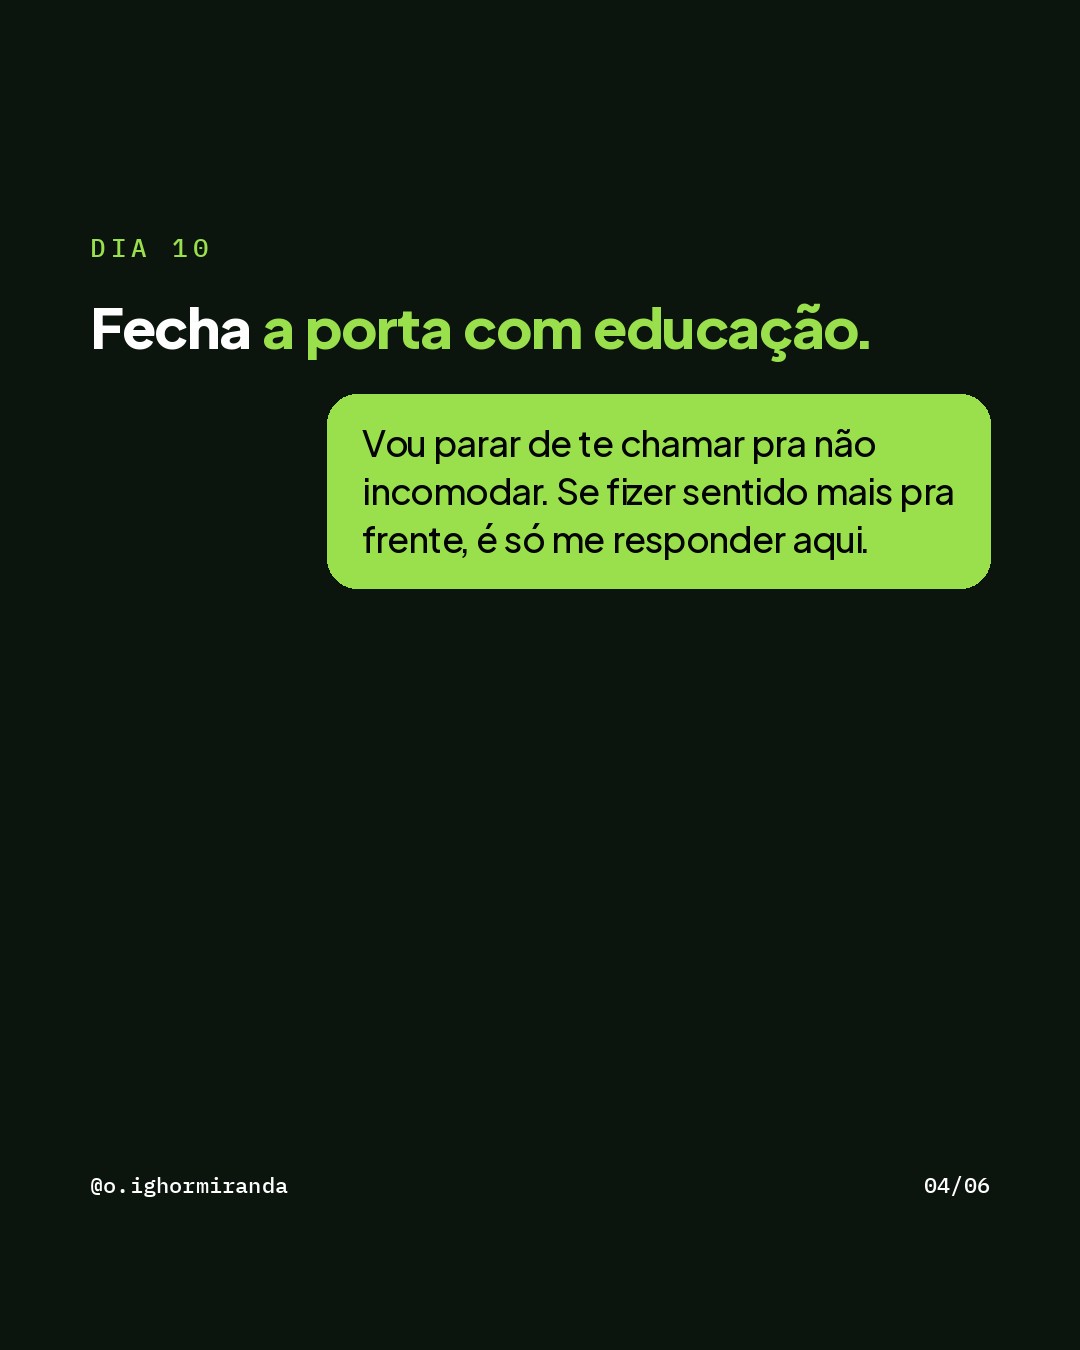 DIA 10
Fecha a porta com educação.
Vou parar de te chamar pra não
incomodar. Se fizer sentido mais pra
frente, é só me responder aqui.
@o.ighormiranda
04/06